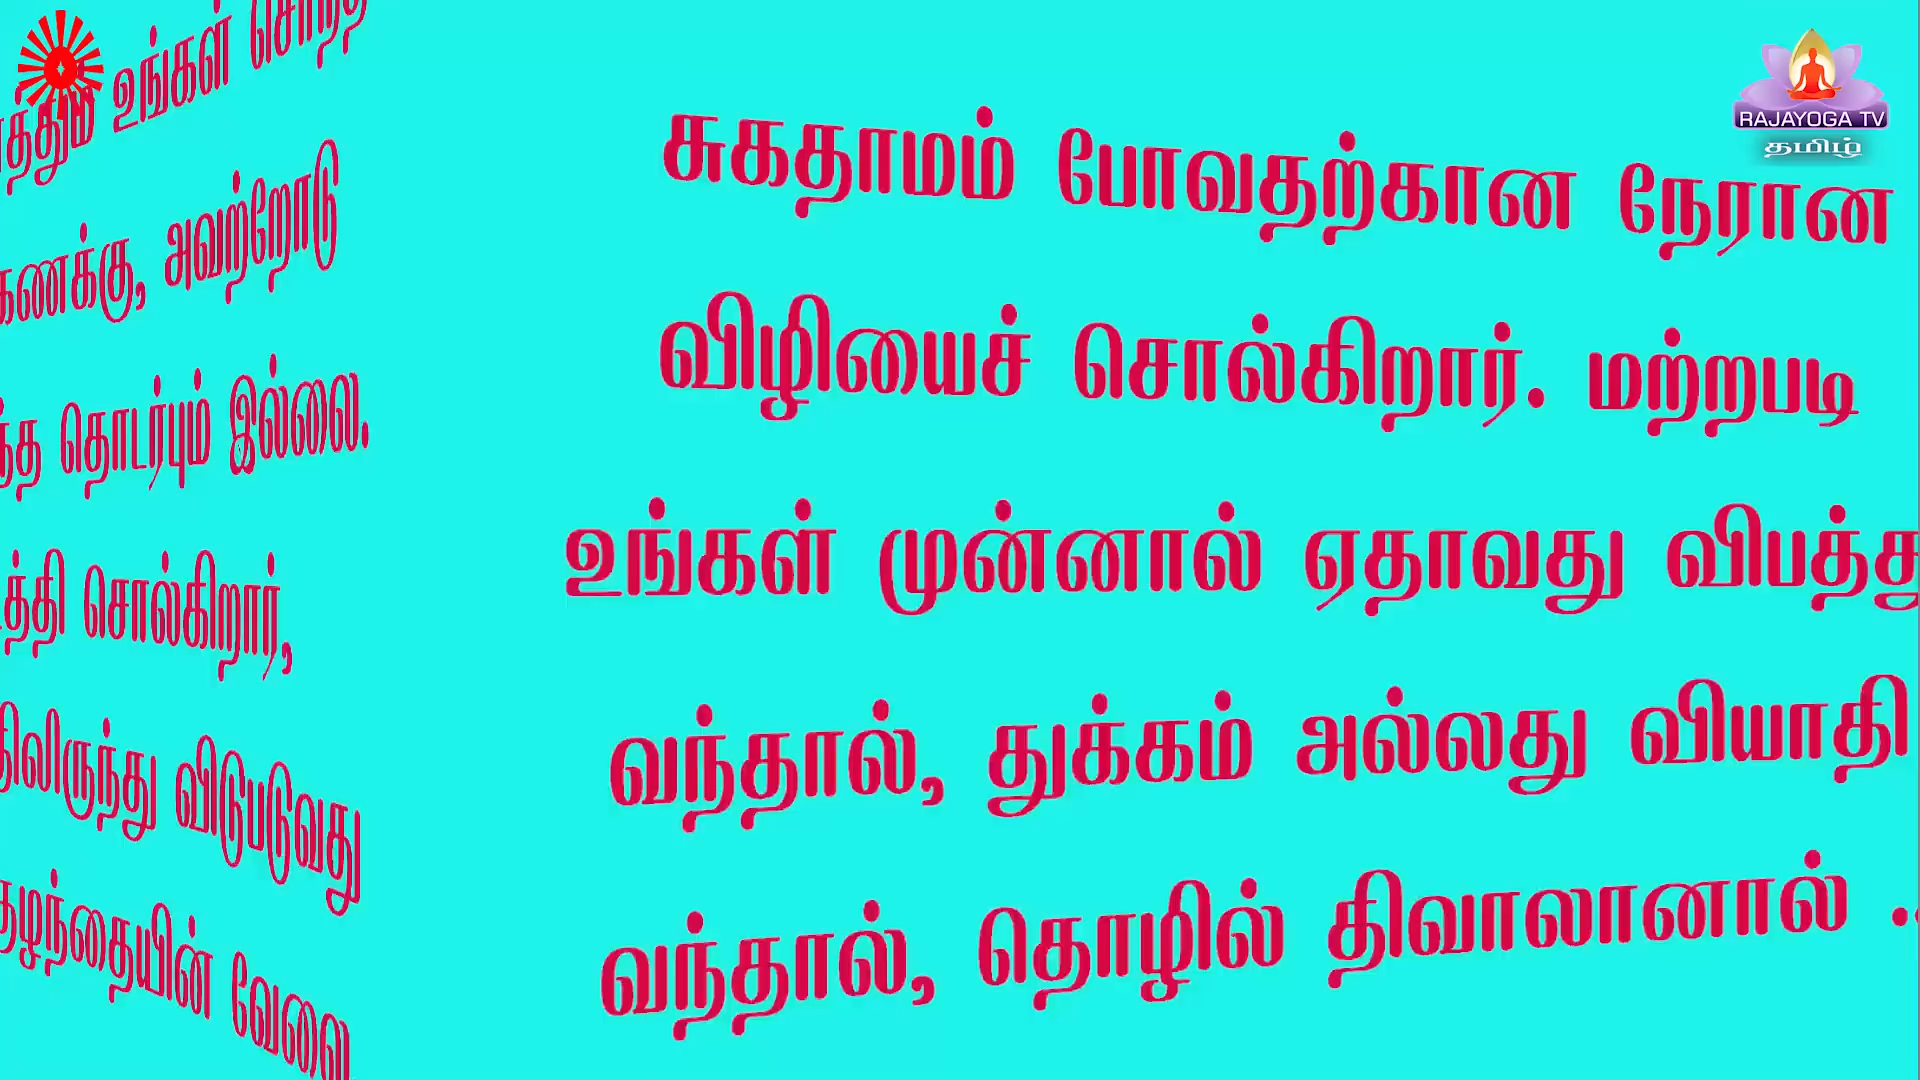 உங்கள் சொந்த
கணக்கு, அவற்றோடு
தொடர்பும் இல்லை.
சொல்கிறார்,
விடுபடுவது
குழந்தையின் வேலை
சுகதாமம் போவதற்கான நேரான
விழியைச் சொல்கிறார். மற்றபடி
உங்கள் முன்னால் ஏதாவது விபத்து
வந்தால், துக்கம் அல்லது வியாதி
வந்தால், தொழில் திவாலானால் ..
RAJAYOGA TV
தமிழ்